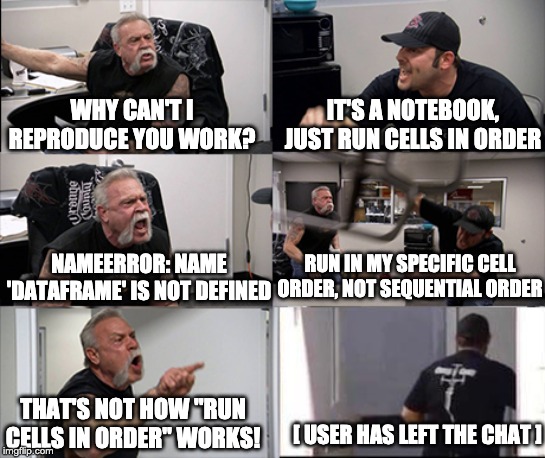 WHY CAN'T I
REPRODUCE YOU WORK?
IT'S A NOTEBOOK,
JUST RUN CELLS IN ORDER
Orange
County
NAMEERROR: NAME
'DATAFRAME' IS NOT DEFINED
RUN IN MY SPECIFIC CELL
ORDER, NOT SEQUENTIAL ORDER
THAT'S NOT HOW "RUN
CELLS IN ORDER" WORKS!
[ USER HAS LEFT THE CHAT ]
imgflip.com